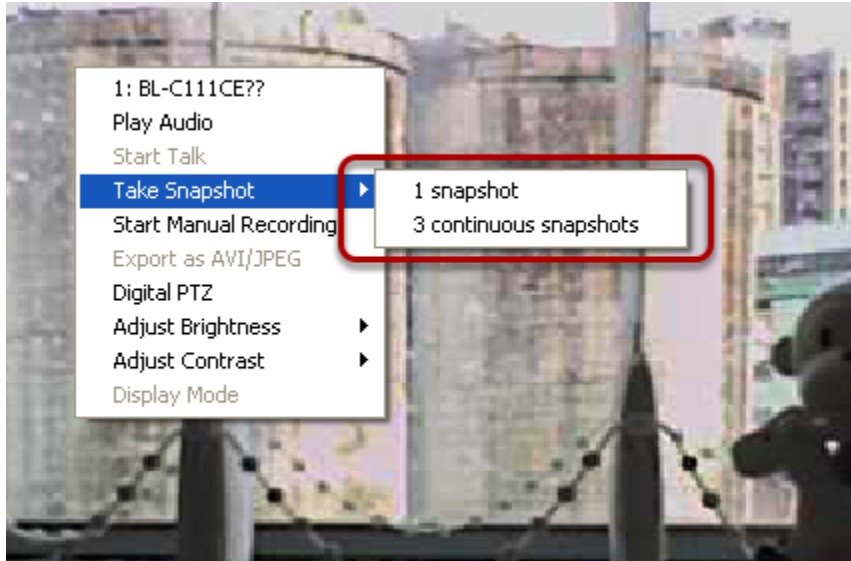 1: BL-C111CE??
Play Audio
Start Talk
Take Snapshot
1 snapshot
3 continuous snapshots
Start Manual Recording
Export as AVI/JPEG
Digital PTZ
Adjust Brightness
Adjust Contrast
Display Mode